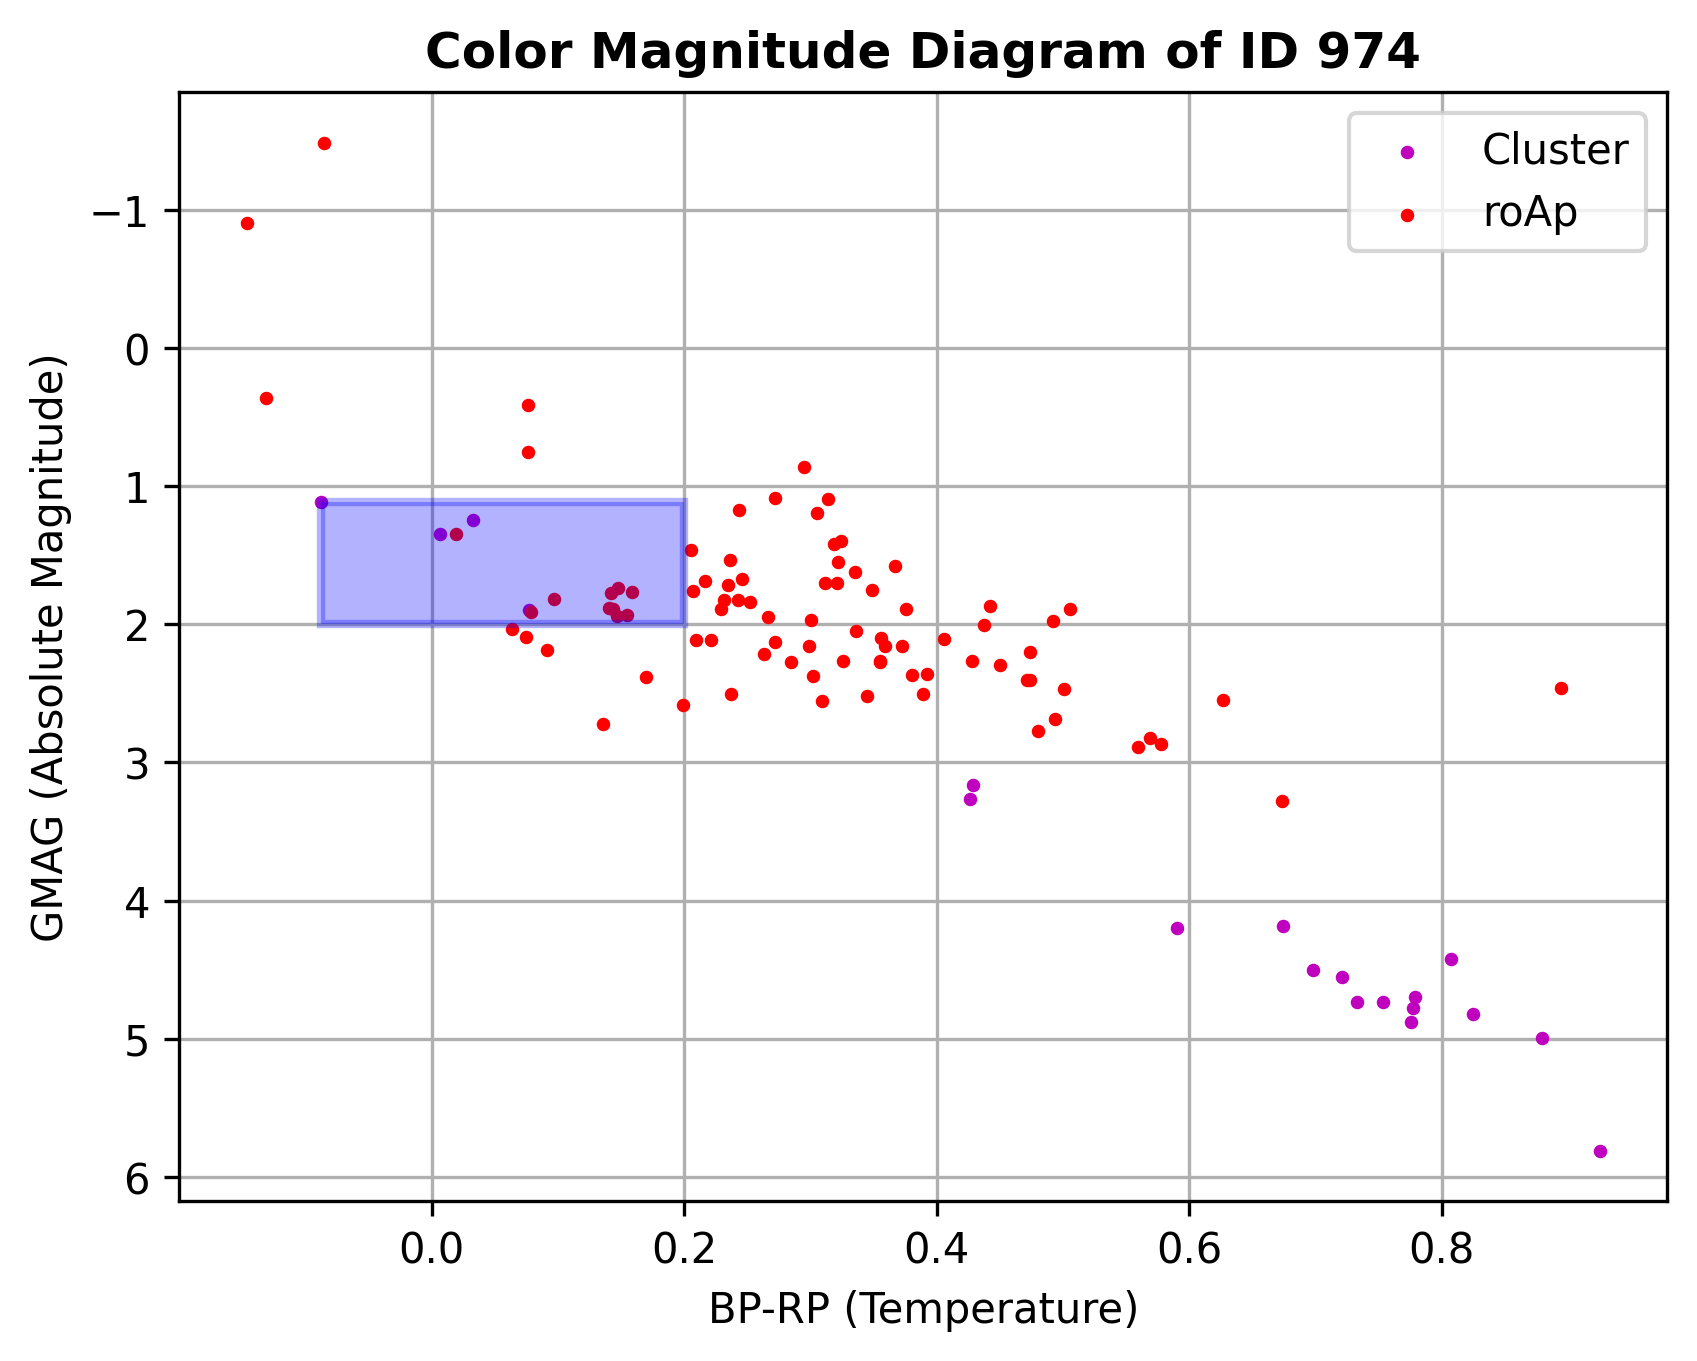 Color Magnitude Diagram of ID 974
Cluster
roAp
GMAG (Absolute Magnitude)
−1
0
1
2
3
4
5
6
0.0 0.2 0.4 0.6 0.8
BP-RP (Temperature)